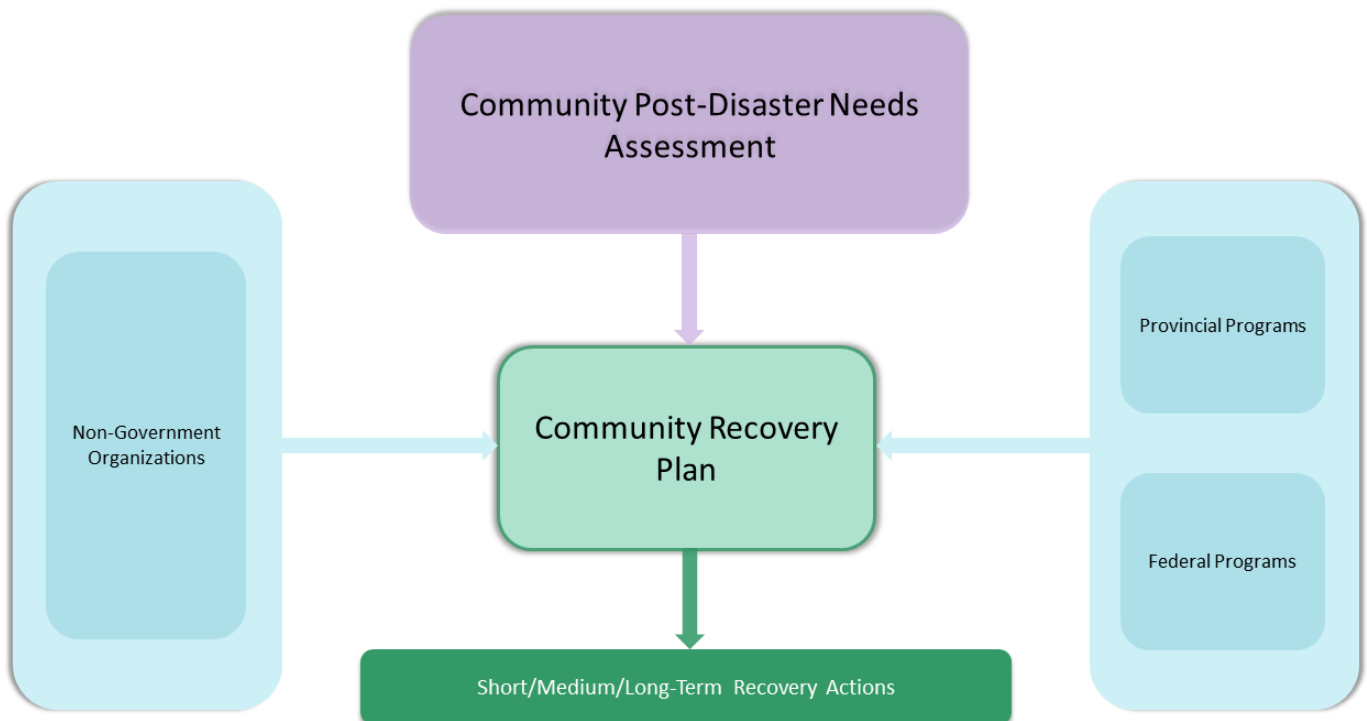 Community Post-Disaster Needs
Assessment
Non-Government
Organizations
Community Recovery
Plan
Provincial Programs
Federal Programs
Short/Medium/Long-Term Recovery Actions